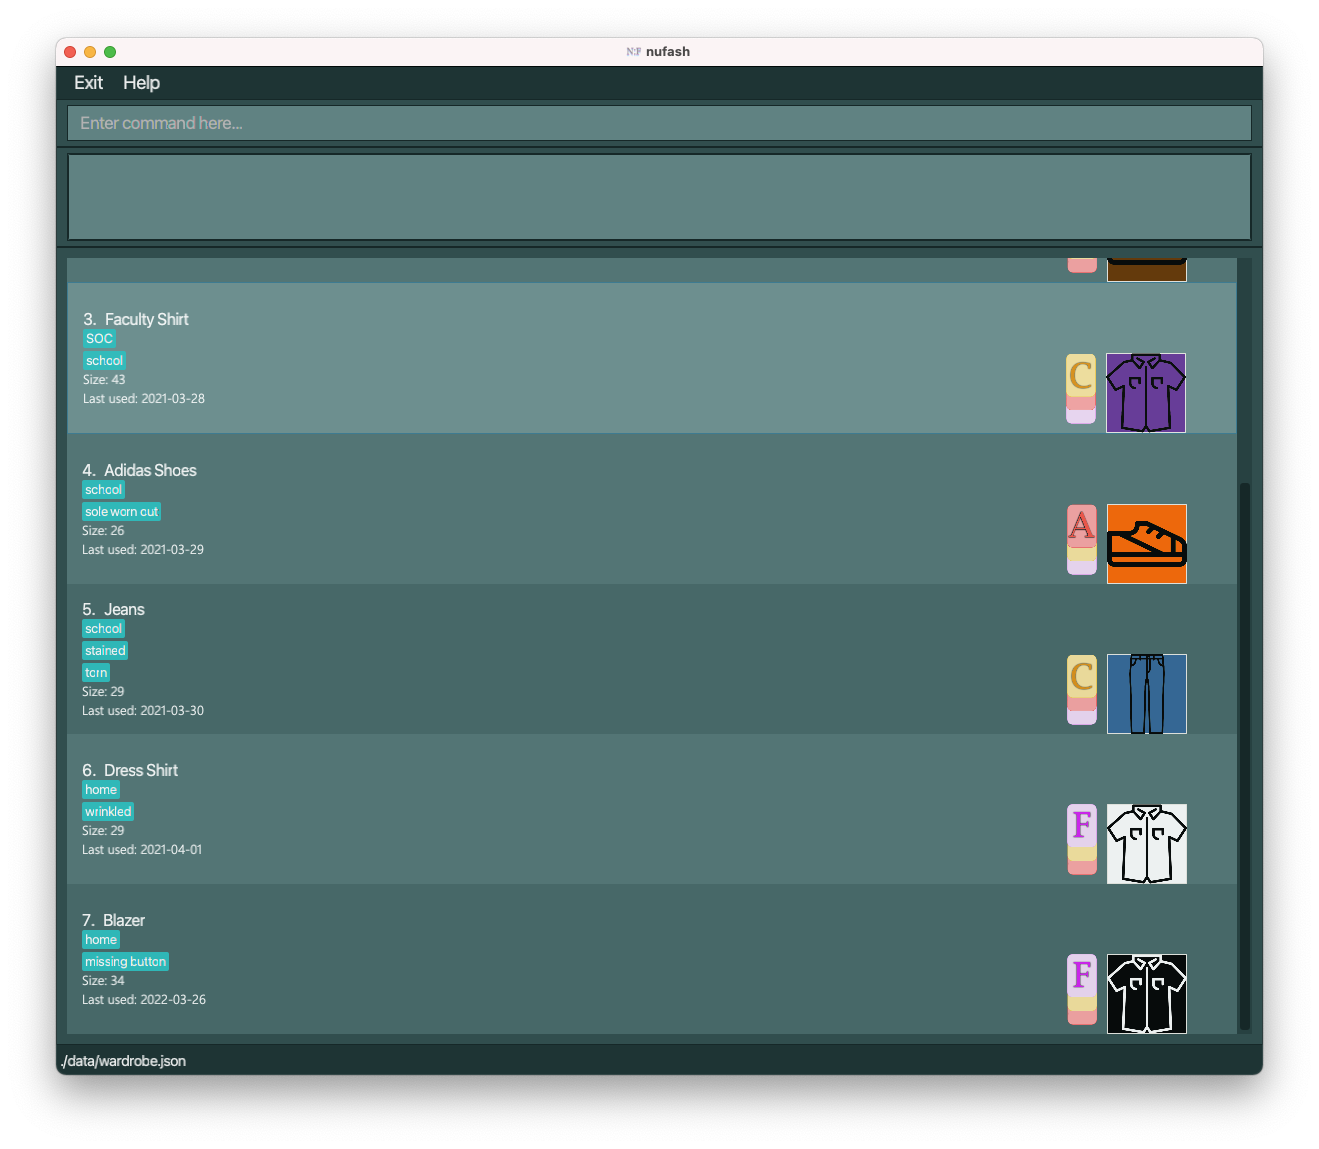 N:F nufash
Exit Help
Enter command here...
3. Faculty Shirt
SOC
school
Size: 43
Last used: 2021-03-28
C
4. Adidas Shoes
school
sole worn out
Size: 26
Last used: 2021-03-29
A
5. Jeans
school
stained
torn
Size: 29
Last used: 2021-03-30
C
6. Dress Shirt
home
wrinkled
Size: 29
Last used: 2021-04-01
F
7. Blazer
home
missing button
Size: 34
Last used: 2022-03-26
F
./data/wardrobe.json